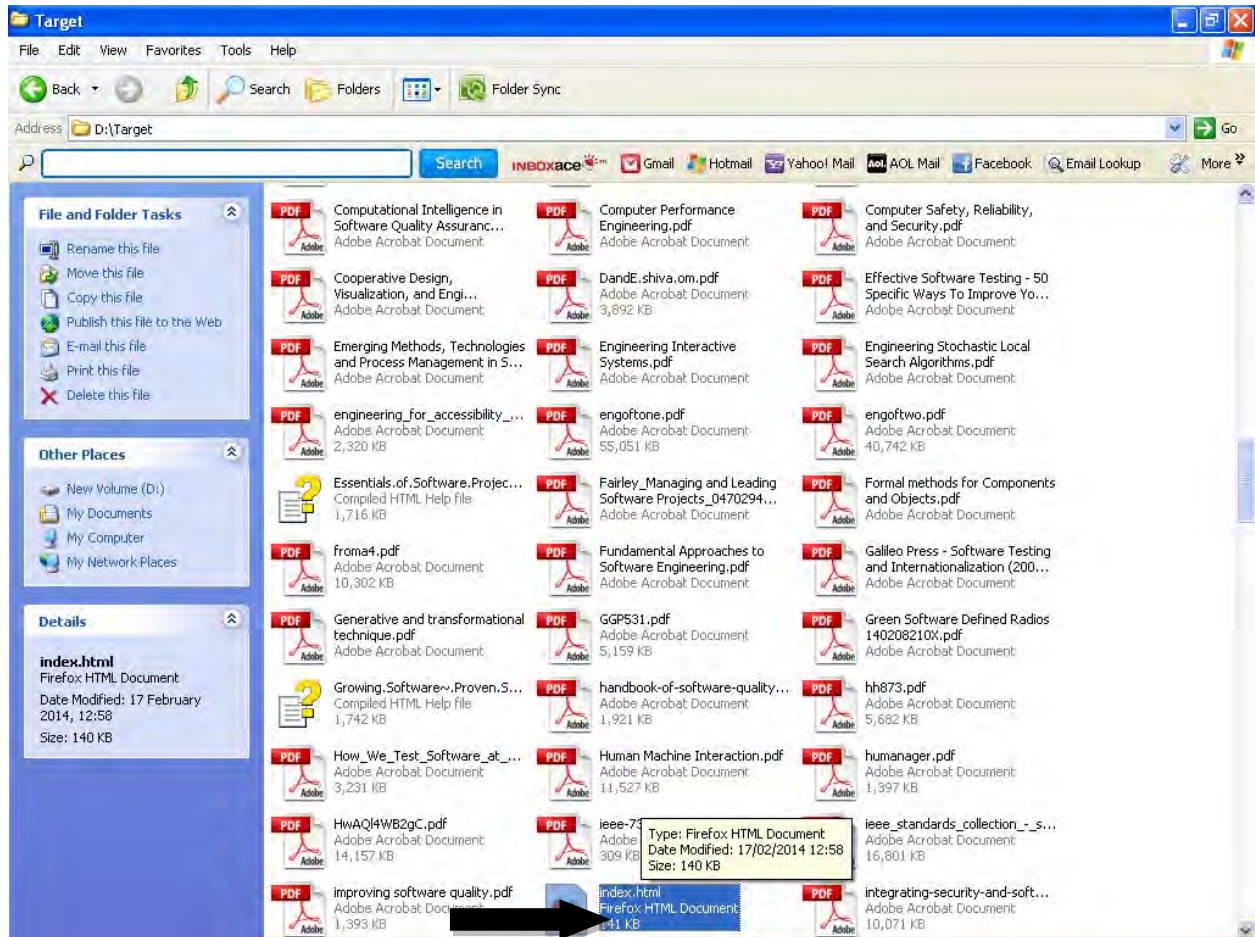 Target
File Edit View Favorites Tools Help
Back Search Folders Folder Sync
Address D:\Target Go
Search INBOXace Gmail Hotmail Yahoo! Mail AOL Mail Facebook Email Lookup More
File and Folder Tasks
Rename this file
Move this file
Copy this file
Publish this file to the Web
E-mail this file
Print this file
Delete this file
Other Places
New Volume (D:)
My Documents
My Computer
My Network Places
Details
index.html
Firefox HTML Document
Date Modified: 17 February
2014, 12:58
Size: 140 KB
Computational Intelligence in
Software Quality Assuranc...
Adobe Acrobat Document
Computer Performance
Engineering.pdf
Adobe Acrobat Document
Computer Safety, Reliability,
and Security.pdf
Adobe Acrobat Document
Cooperative Design,
Visualization, and Engi...
Adobe Acrobat Document
DandE.shiva.om.pdf
Adobe Acrobat Document
3,892 KB
Effective Software Testing - 50
Specific Ways To Improve Yo...
Adobe Acrobat Document
Emerging Methods, Technologies
and Process Management in S...
Adobe Acrobat Document
Engineering Interactive
Systems.pdf
Adobe Acrobat Document
Engineering Stochastic Local
Search Algorithms.pdf
Adobe Acrobat Document
engineering_for_accessibility_...
Adobe Acrobat Document
2,320 KB
engoftone.pdf
Adobe Acrobat Document
55,051 KB
engoftwo.pdf
Adobe Acrobat Document
40,742 KB
Essentials.of.Software.Projec...
Compiled HTML Help file
1,716 KB
Fairley_Managing and Leading
Software Projects_0470294...
Adobe Acrobat Document
Formal methods for Components
and Objects.pdf
Adobe Acrobat Document
froma4.pdf
Adobe Acrobat Document
10,302 KB
Fundamental Approaches to
Software Engineering.pdf
Adobe Acrobat Document
Galileo Press - Software Testing
and Internationalization (200...
Adobe Acrobat Document
Generative and transformational
technique.pdf
Adobe Acrobat Document
GGP531.pdf
Adobe Acrobat Document
5,159 KB
Green Software Defined Radios
140208210X.pdf
Adobe Acrobat Document
Growing.Software~.Proven.S...
Compiled HTML Help file
1,742 KB
handbook-of-software-quality...
Adobe Acrobat Document
1,921 KB
hh873.pdf
Adobe Acrobat Document
5,682 KB
How_We_Test_Software_at_...
Adobe Acrobat Document
3,231 KB
Human Machine Interaction.pdf
Adobe Acrobat Document
11,527 KB
humanager.pdf
Adobe Acrobat Document
1,397 KB
HwAQl4WB2gC.pdf
Adobe Acrobat Document
14,157 KB
ieee-73
Adobe
309 KB
Type: Firefox HTML Document
Date Modified: 17/02/2014 12:58
Size: 140 KB
ieee_standards_collection_-_s...
Adobe Acrobat Document
16,801 KB
improving software quality.pdf
Adobe Acrobat Document
1,393 KB
index.html
Firefox HTML Document
141 KB
integrating-security-and-soft...
Adobe Acrobat Document
10,071 KB